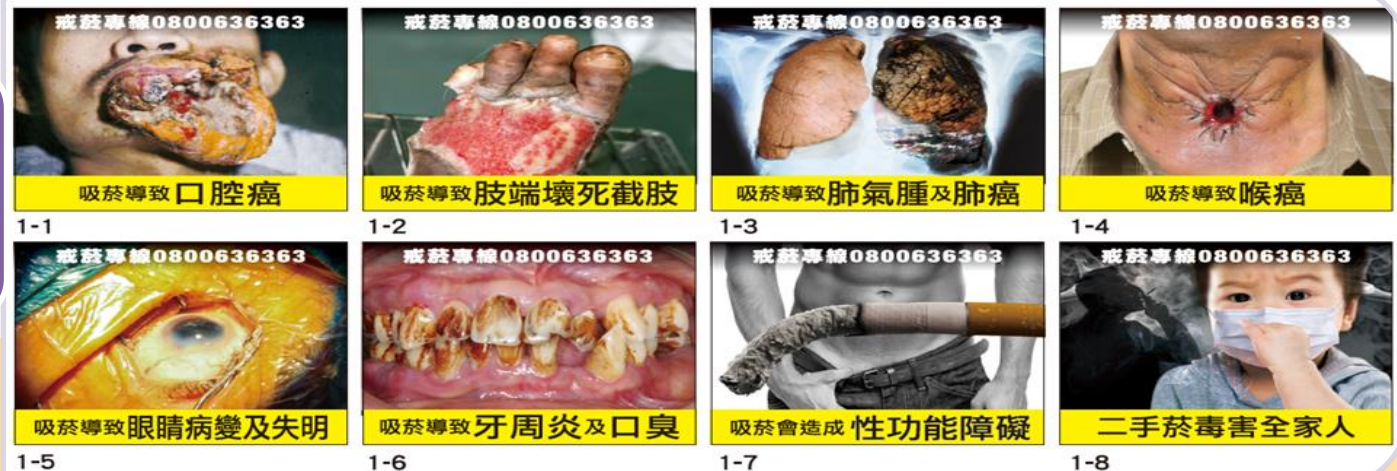 戒菸專線0800636363
吸菸導致口腔癌
1-1
戒菸專線0800636363
吸菸導致肢端壞死截肢
1-2
戒菸專線0800636363
吸菸導致肺氣腫及肺癌
1-3
戒菸專線0800636363
吸菸導致喉癌
1-4
戒菸專線0800636363
吸菸導致眼睛病變及失明
1-5
戒菸專線0800636363
吸菸導致牙周炎及口臭
1-6
戒菸專線0800636363
吸菸會造成 性功能障礙
1-7
戒菸專線0800636363
二手菸毒害全家人
1-8